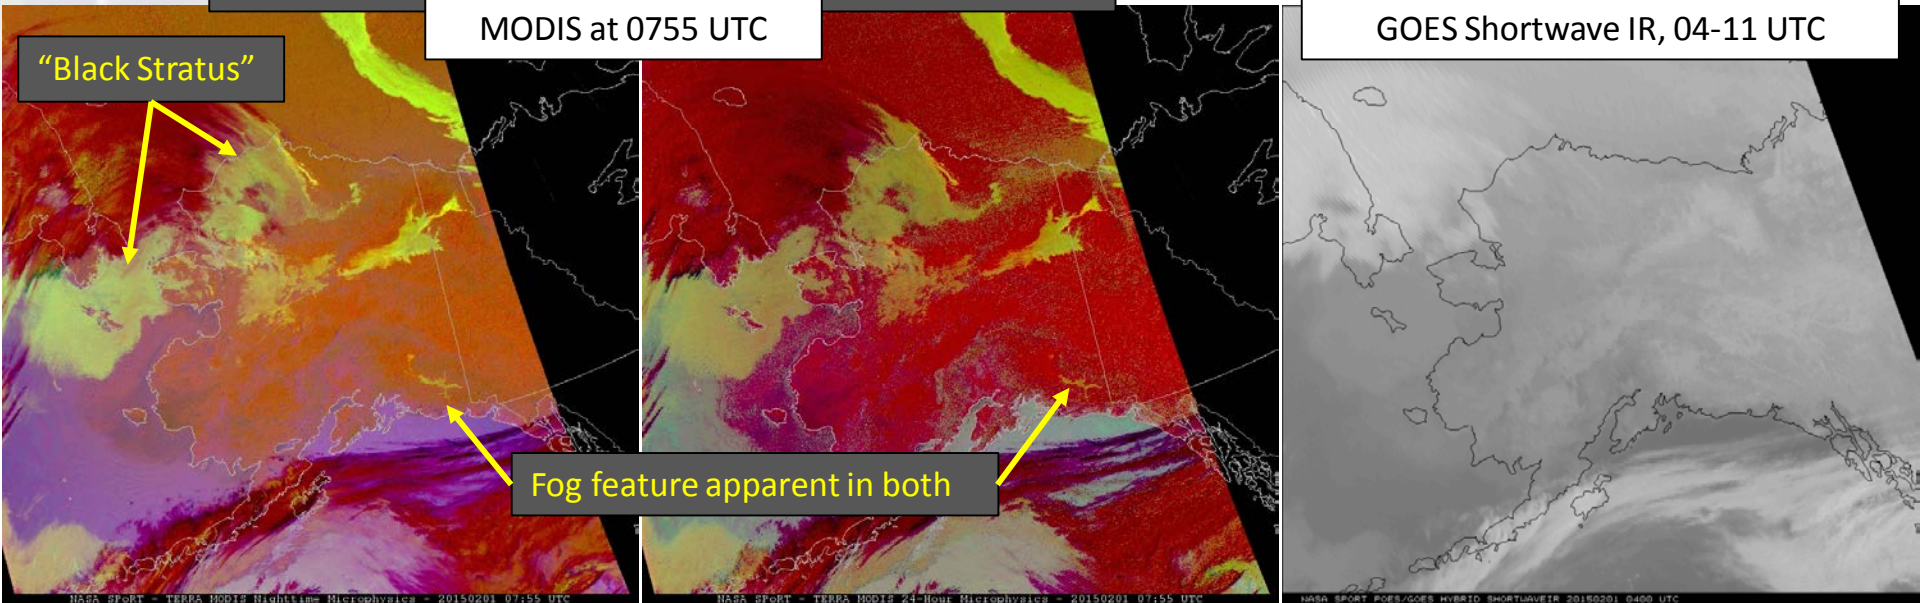 MODIS at 0755 UTC
GOES Shortwave IR, 04-11 UTC
“Black Stratus”
Fog feature apparent in both
NASA SPoRT - TERRA MODIS Nighttime Microphysics - 20150201 07:55 UTC
NASA SPoRT - TERRA MODIS 24-Hour Microphysics - 20150201 07:55 UTC
NASA SPORT POES/GOES HYBRID SHORTWAVEIR 20150201 0400 UTC